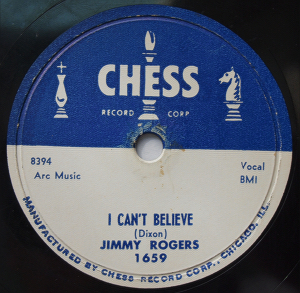 CHESS
RECORD CORP
8394
Arc Music
Vocal
BMI
I CAN'T BELIEVE
(Dixon)
JIMMY ROGERS
1659
MANUFACTURED BY CHESS RECORD CORP., CHICAGO, ILL.